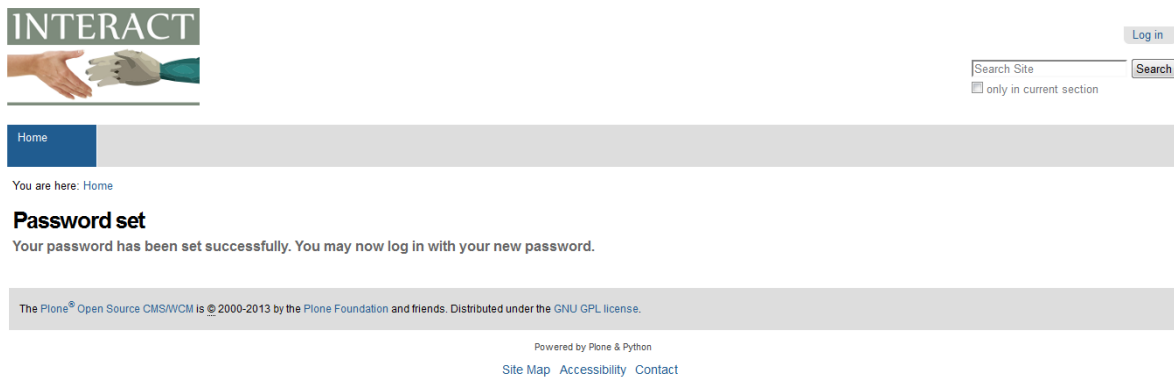 INTERACT
Log in
Search Site
Search
only in current section
Home
You are here: Home
Password set
Your password has been set successfully. You may now log in with your new password.
The Plone® Open Source CMS/WCM is © 2000-2013 by the Plone Foundation and friends. Distributed under the GNU GPL license.
Powered by Plone & Python
Site Map Accessibility Contact